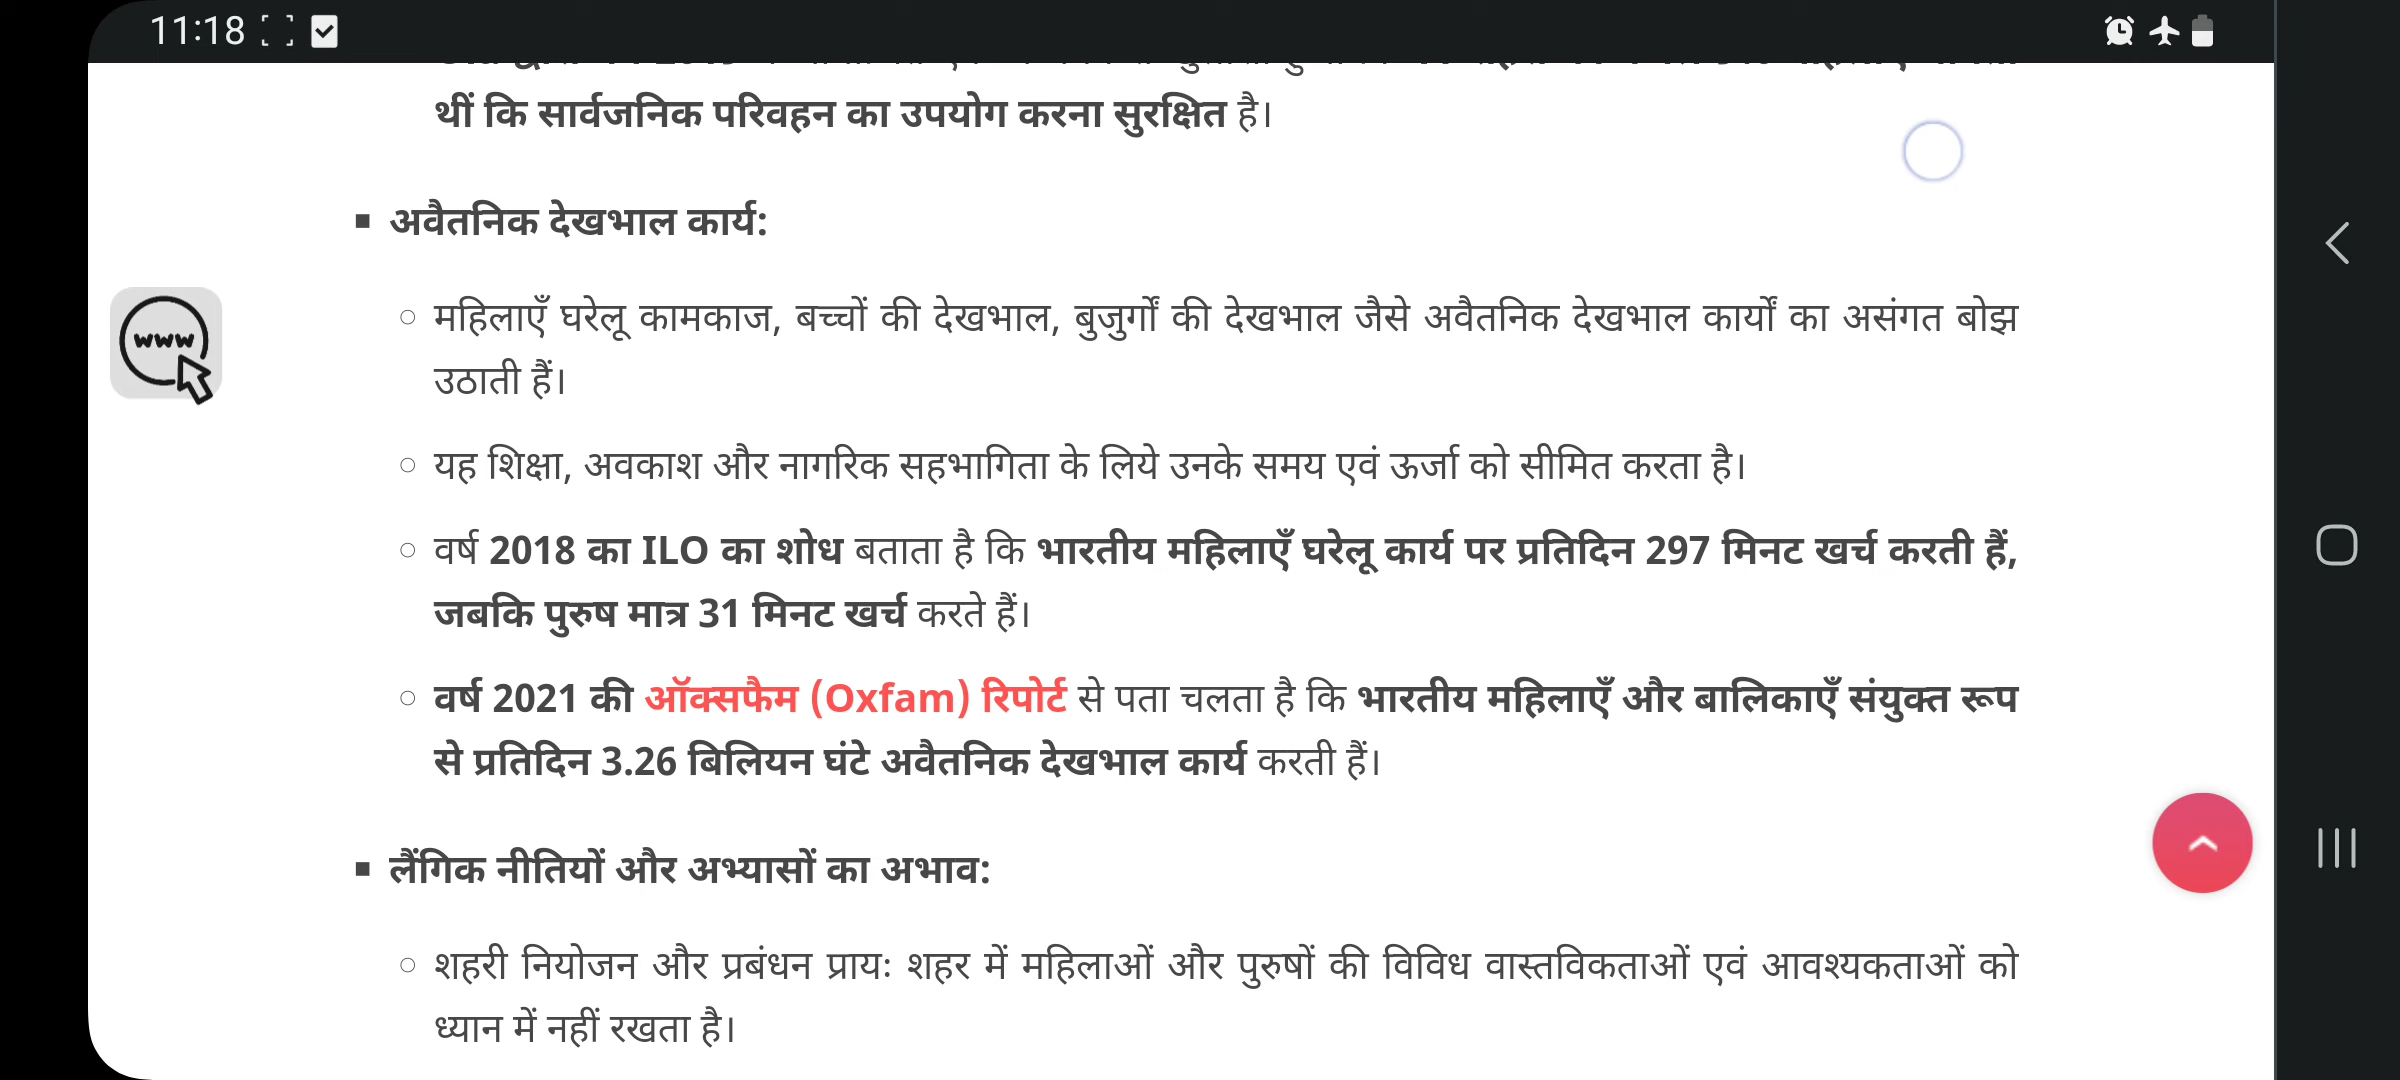 11:18
थीं कि सार्वजनिक परिवहन का उपयोग करना सुरक्षित है।
▪ अवैतनिक देखभाल कार्य:
www
○ महिलाएँ घरेलू कामकाज, बच्चों की देखभाल, बुजुर्गों की देखभाल जैसे अवैतनिक देखभाल कार्यों का असंगत बोझ
उठाती हैं।
○ यह शिक्षा, अवकाश और नागरिक सहभागिता के लिये उनके समय एवं ऊर्जा को सीमित करता है।
○ वर्ष 2018 का ILO का शोध बताता है कि भारतीय महिलाएँ घरेलू कार्य पर प्रतिदिन 297 मिनट खर्च करती हैं,
जबकि पुरुष मात्र 31 मिनट खर्च करते हैं।
○ वर्ष 2021 की ऑक्सफैम (Oxfam) रिपोर्ट से पता चलता है कि भारतीय महिलाएँ और बालिकाएँ संयुक्त रूप
से प्रतिदिन 3.26 बिलियन घंटे अवैतनिक देखभाल कार्य करती हैं।
▪ लैंगिक नीतियों और अभ्यासों का अभाव:
○ शहरी नियोजन और प्रबंधन प्रायः शहर में महिलाओं और पुरुषों की विविध वास्तविकताओं एवं आवश्यकताओं को
ध्यान में नहीं रखता है।